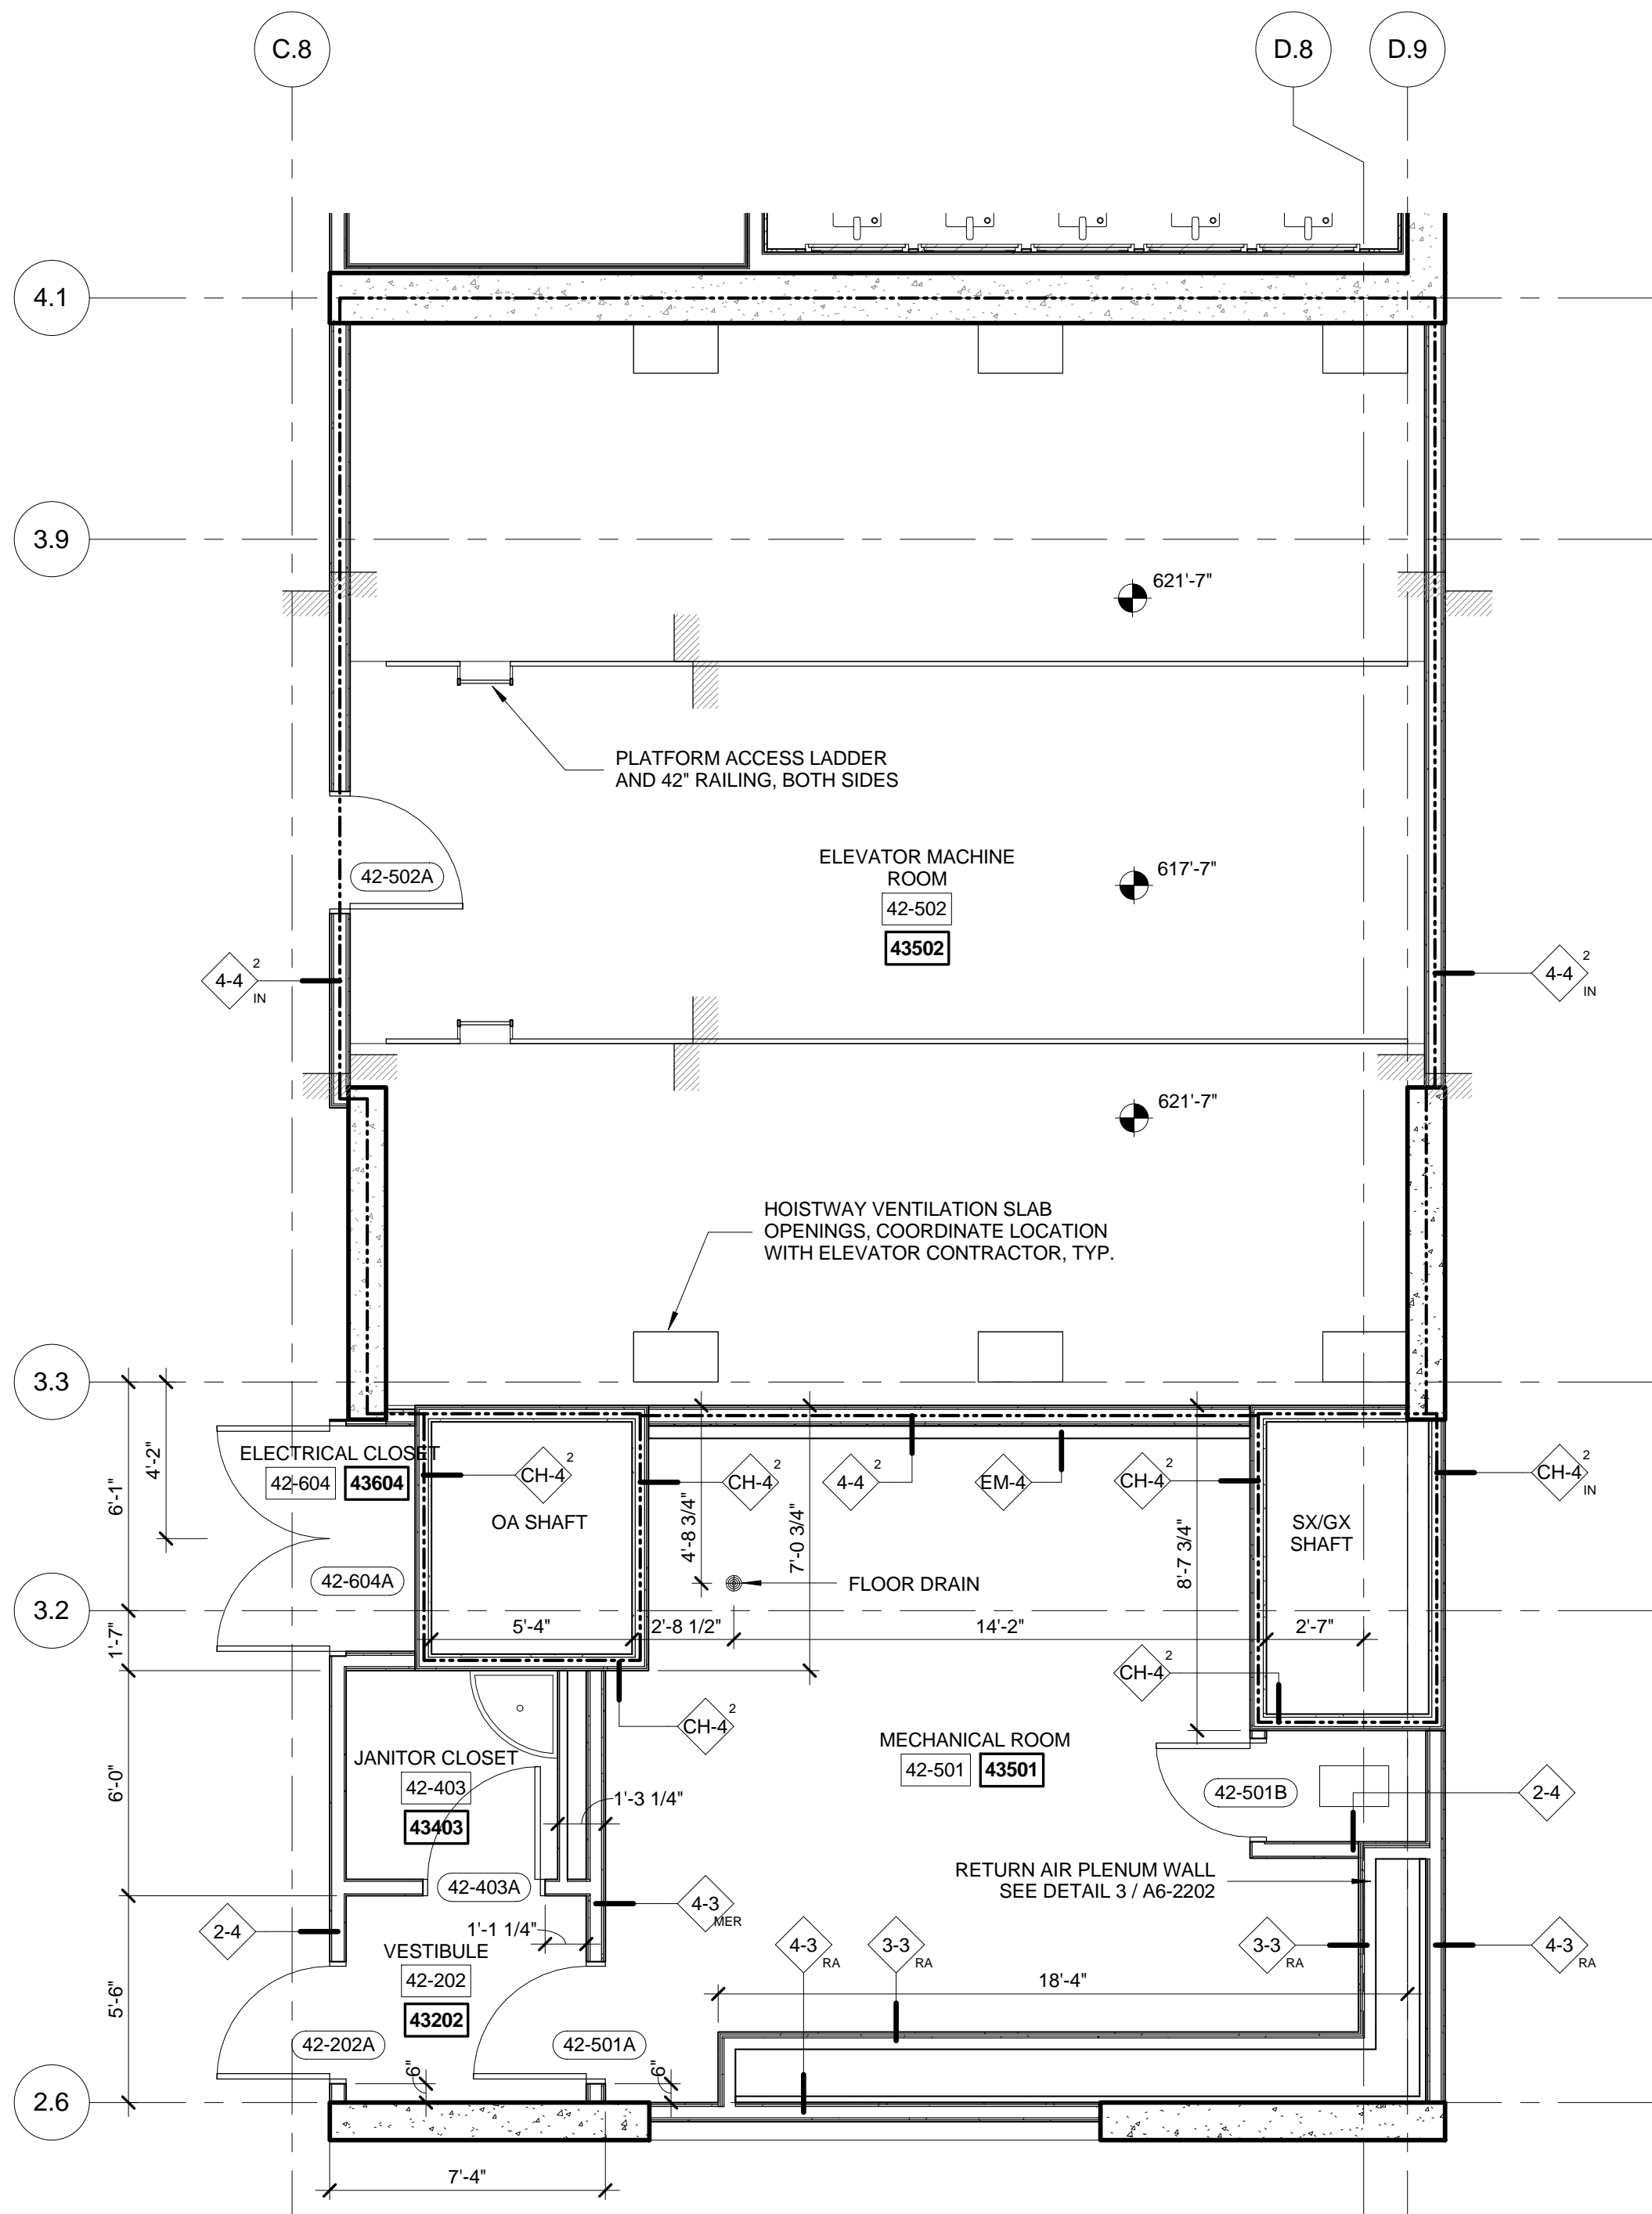 C.8
D.8
D.9
4.1
3.9
621'-7"
PLATFORM ACCESS LADDER
AND 42" RAILING, BOTH SIDES
ELEVATOR MACHINE
ROOM
42-502
43502
617'-7"
42-502A
4-4
2
IN
4-4
2
IN
621'-7"
HOISTWAY VENTILATION SLAB
OPENINGS, COORDINATE LOCATION
WITH ELEVATOR CONTRACTOR, TYP.
3.3
4'-2"
6'-1"
ELECTRICAL CLOSET
42-604
43604
CH-4
2
OA SHAFT
CH-4
2
4'-8 3/4"
4-4
2
7'-0 3/4"
EM-4
CH-4
2
8'-7 3/4"
SX/GX
SHAFT
CH-4
2
IN
42-604A
FLOOR DRAIN
3.2
1'-7"
5'-4"
2'-8 1/2"
14'-2"
2'-7"
CH-4
2
CH-4
2
MECHANICAL ROOM
42-501
43501
JANITOR CLOSET
42-403
43403
6'-0"
1'-3 1/4"
42-501B
2-4
42-403A
RETURN AIR PLENUM WALL
SEE DETAIL 3 / A6-2202
4-3
MER
2-4
1'-1 1/4"
VESTIBULE
42-202
43202
4-3
RA
3-3
RA
3-3
RA
4-3
RA
18'-4"
5'-6"
42-202A
42-501A
6"
6"
2.6
7'-4"